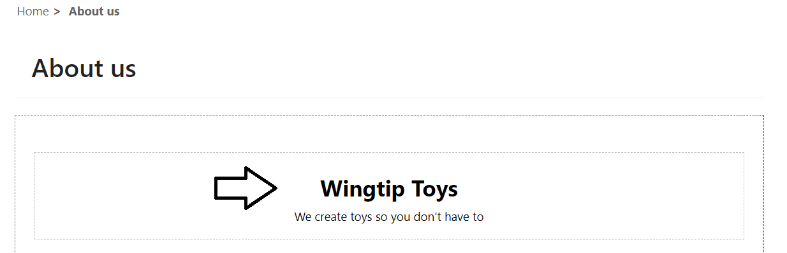 Home > About us
About us
Wingtip Toys
We create toys so you don't have to